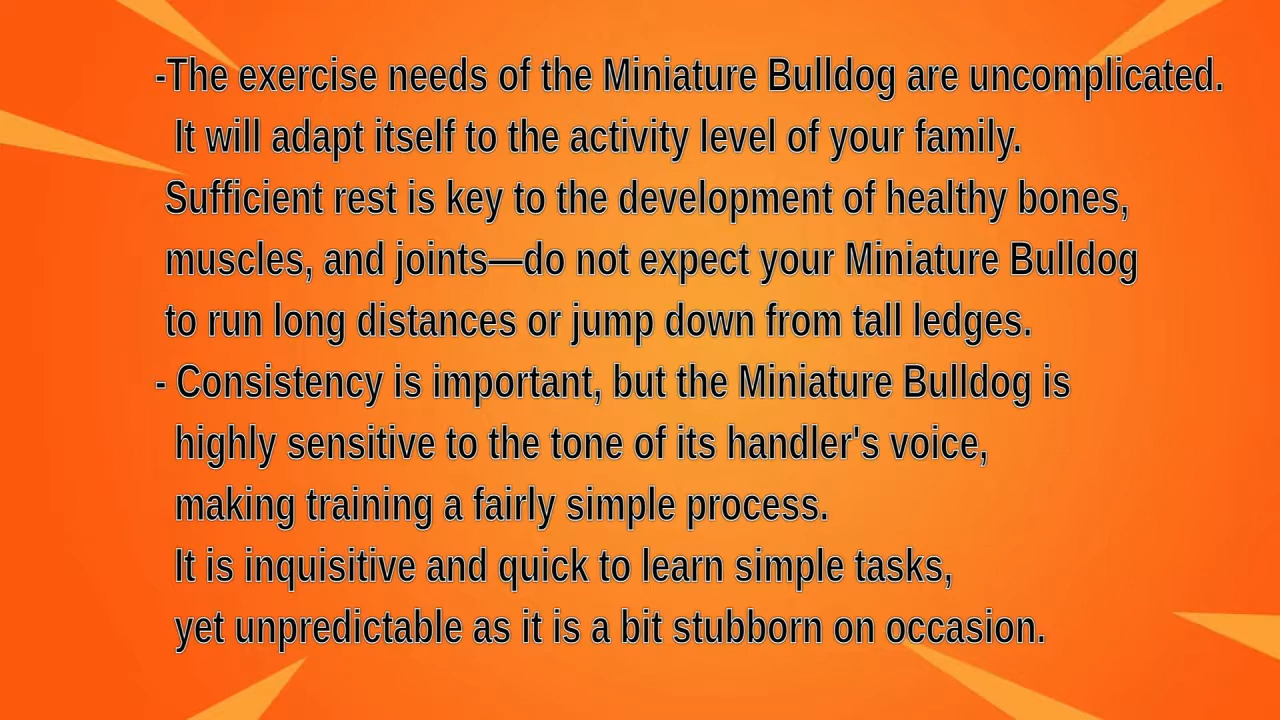 -The exercise needs of the Miniature Bulldog are uncomplicated.
It will adapt itself to the activity level of your family.
Sufficient rest is key to the development of healthy bones,
muscles, and joints—do not expect your Miniature Bulldog
to run long distances or jump down from tall ledges.
- Consistency is important, but the Miniature Bulldog is
highly sensitive to the tone of its handler's voice,
making training a fairly simple process.
It is inquisitive and quick to learn simple tasks,
yet unpredictable as it is a bit stubborn on occasion.